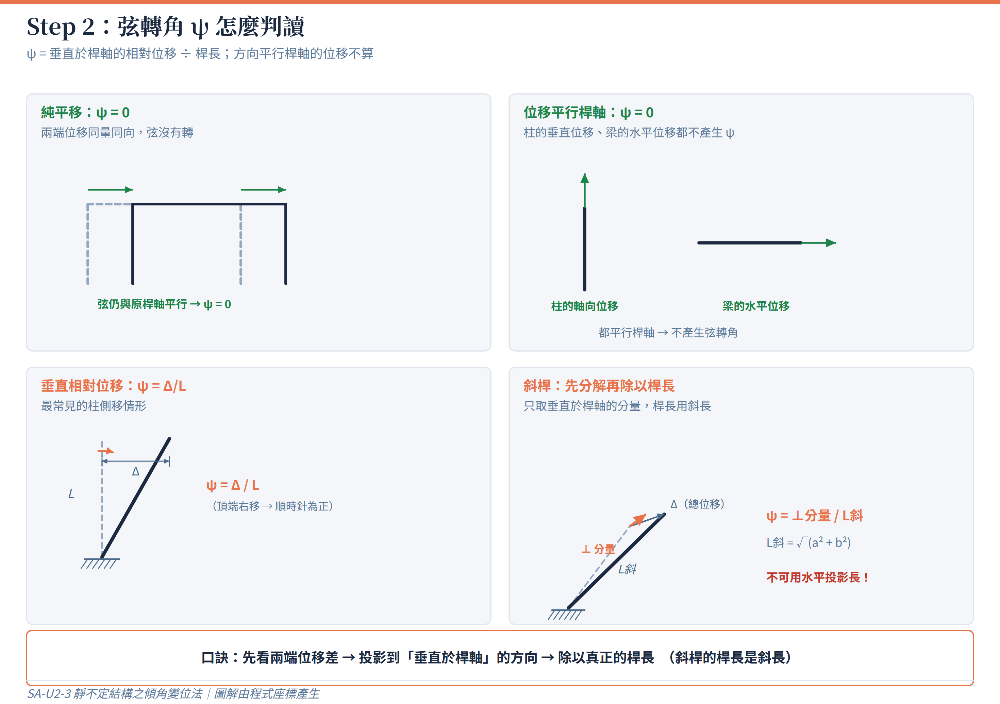 Step 2：弦轉角 ψ 怎麼判讀
ψ = 垂直於桿軸的相對位移 ÷ 桿長；方向平行桿軸的位移不算
純平移：ψ = 0
兩端位移同量同向，弦沒有轉
弦仍與原桿軸平行 → ψ = 0
位移平行桿軸：ψ = 0
柱的垂直位移、梁的水平位移都不產生 ψ
柱的軸向位移
梁的水平位移
都平行桿軸 → 不產生弦轉角
垂直相對位移：ψ = Δ/L
最常見的柱側移情形
Δ
L
ψ = Δ / L
（頂端右移 → 順時針為正）
斜桿：先分解再除以桿長
只取垂直於桿軸的分量，桿長用斜長
Δ（總位移）
⊥ 分量
L斜
ψ = ⊥分量 / L斜
L斜 = √(a² + b²)
不可用水平投影長！
口訣：先看兩端位移差 → 投影到「垂直於桿軸」的方向 → 除以真正的桿長 （斜桿的桿長是斜長）
SA-U2-3 靜不定結構之傾角變位法｜圖解由程式座標產生